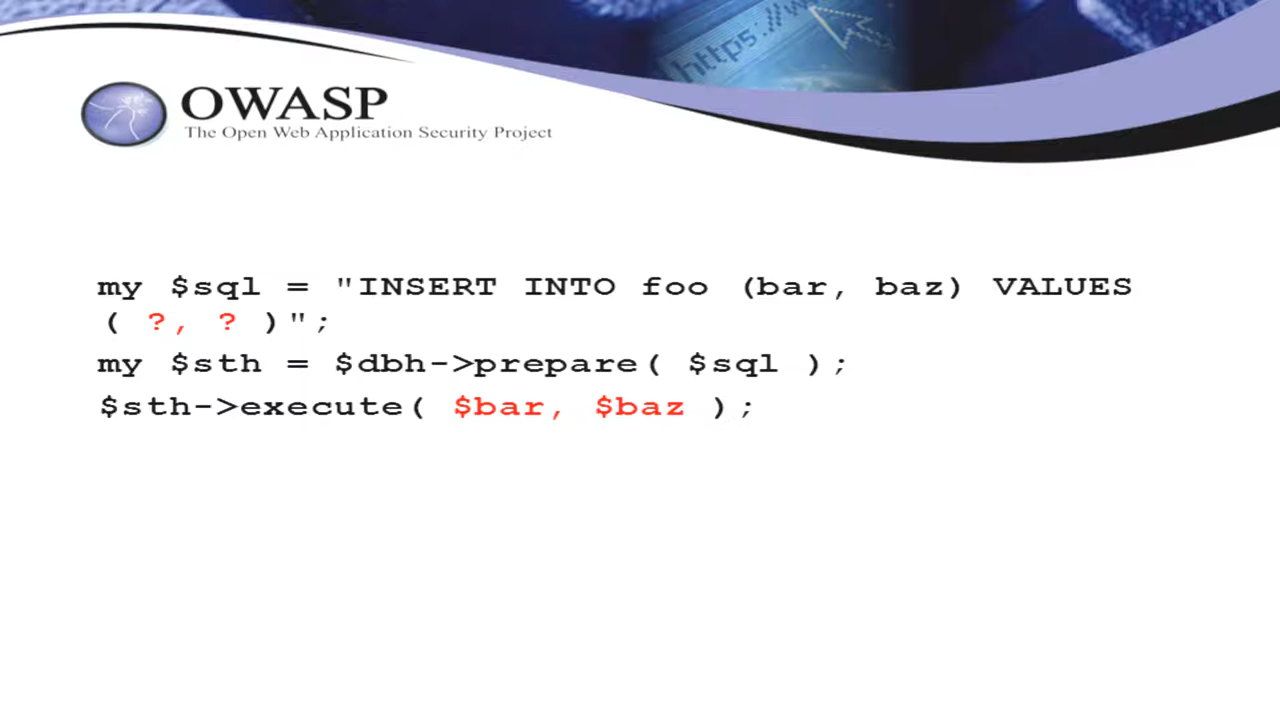 https://w
OWASP
The Open Web Application Security Project
my $sql = "INSERT INTO foo (bar, baz) VALUES
( ?, ? )";
my $sth = $dbh->prepare( $sql );
$sth->execute( $bar, $baz );